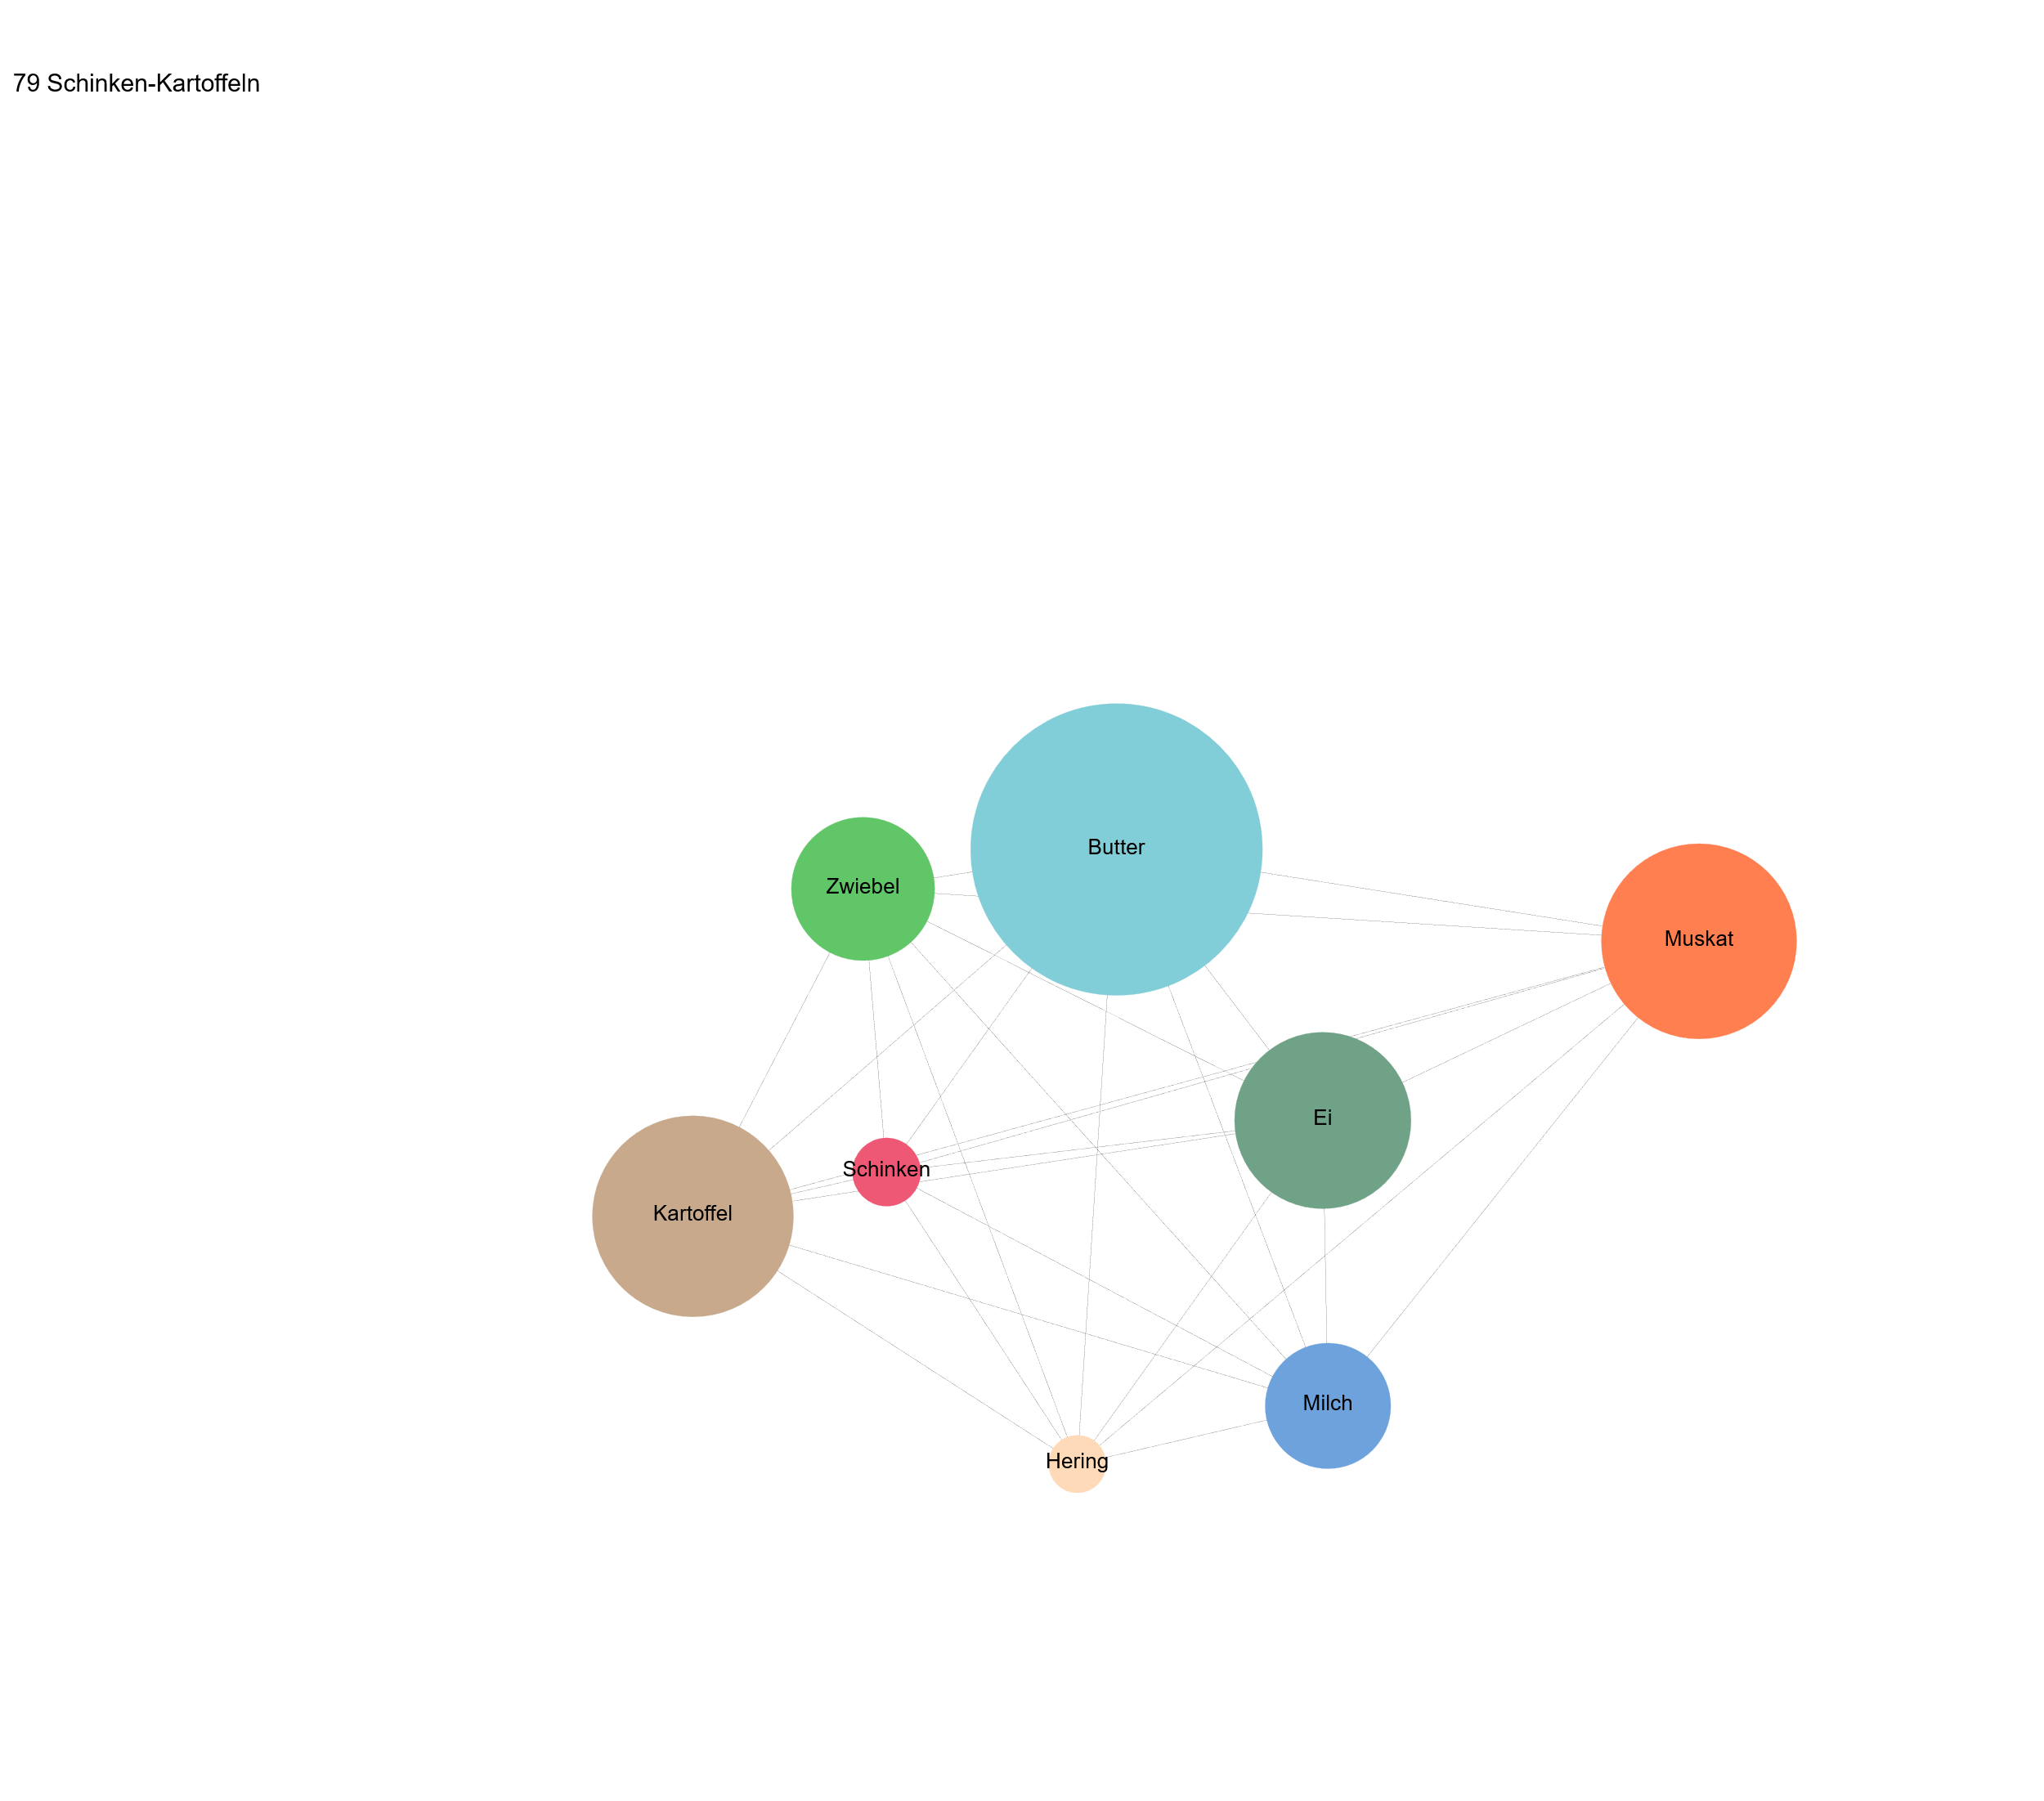 79 Schinken-Kartoffeln
Butter
Zwiebel
Muskat
Ei
Schinken
Kartoffel
Milch
Hering